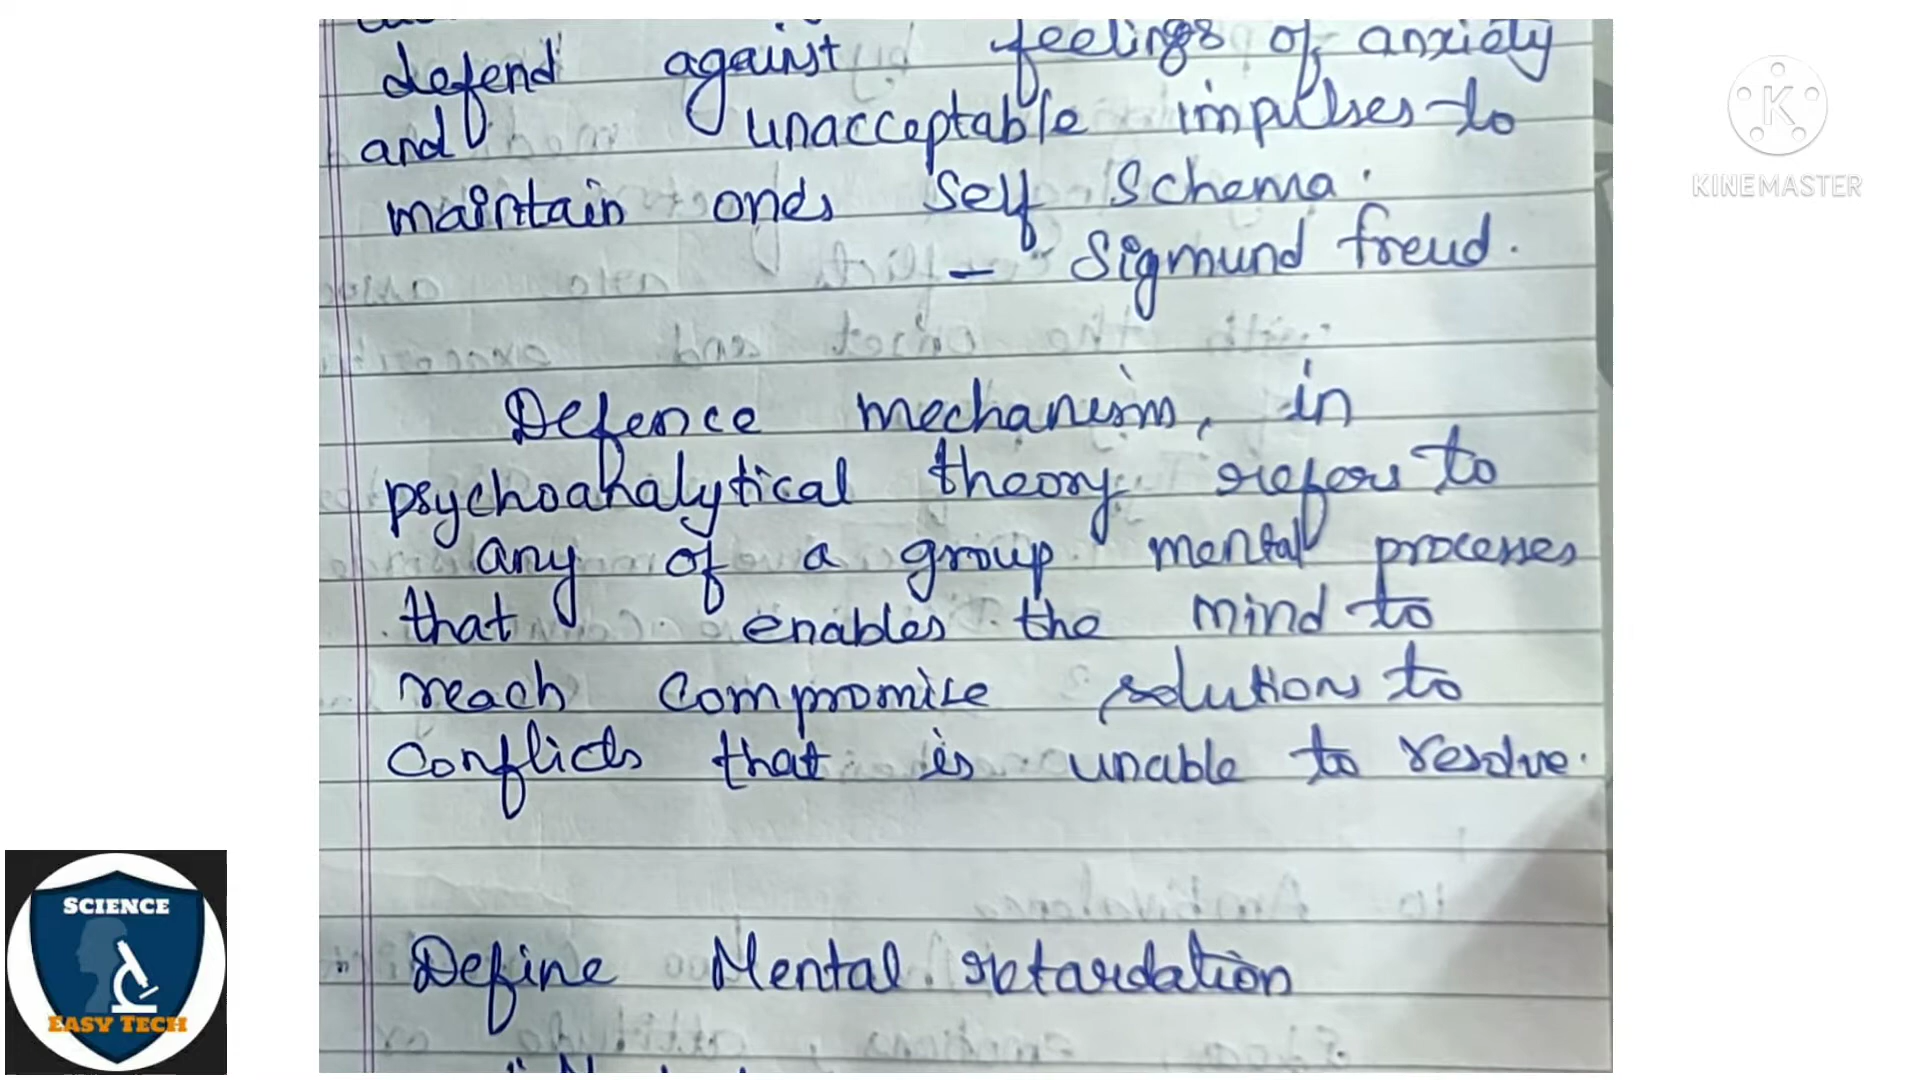 defend against feelings of anxiety
and unacceptable impulses to
maintain ones self schema.
- Sigmund freud.
Defence mechanism, in
psychoanalytical theory refers to
any of a group mental processes
that enables the mind to
reach compromise solutions to
conflicts that is unable to resolve.
Define Mental retardation
K
KINEMASTER
SCIENCE
EASY TECH